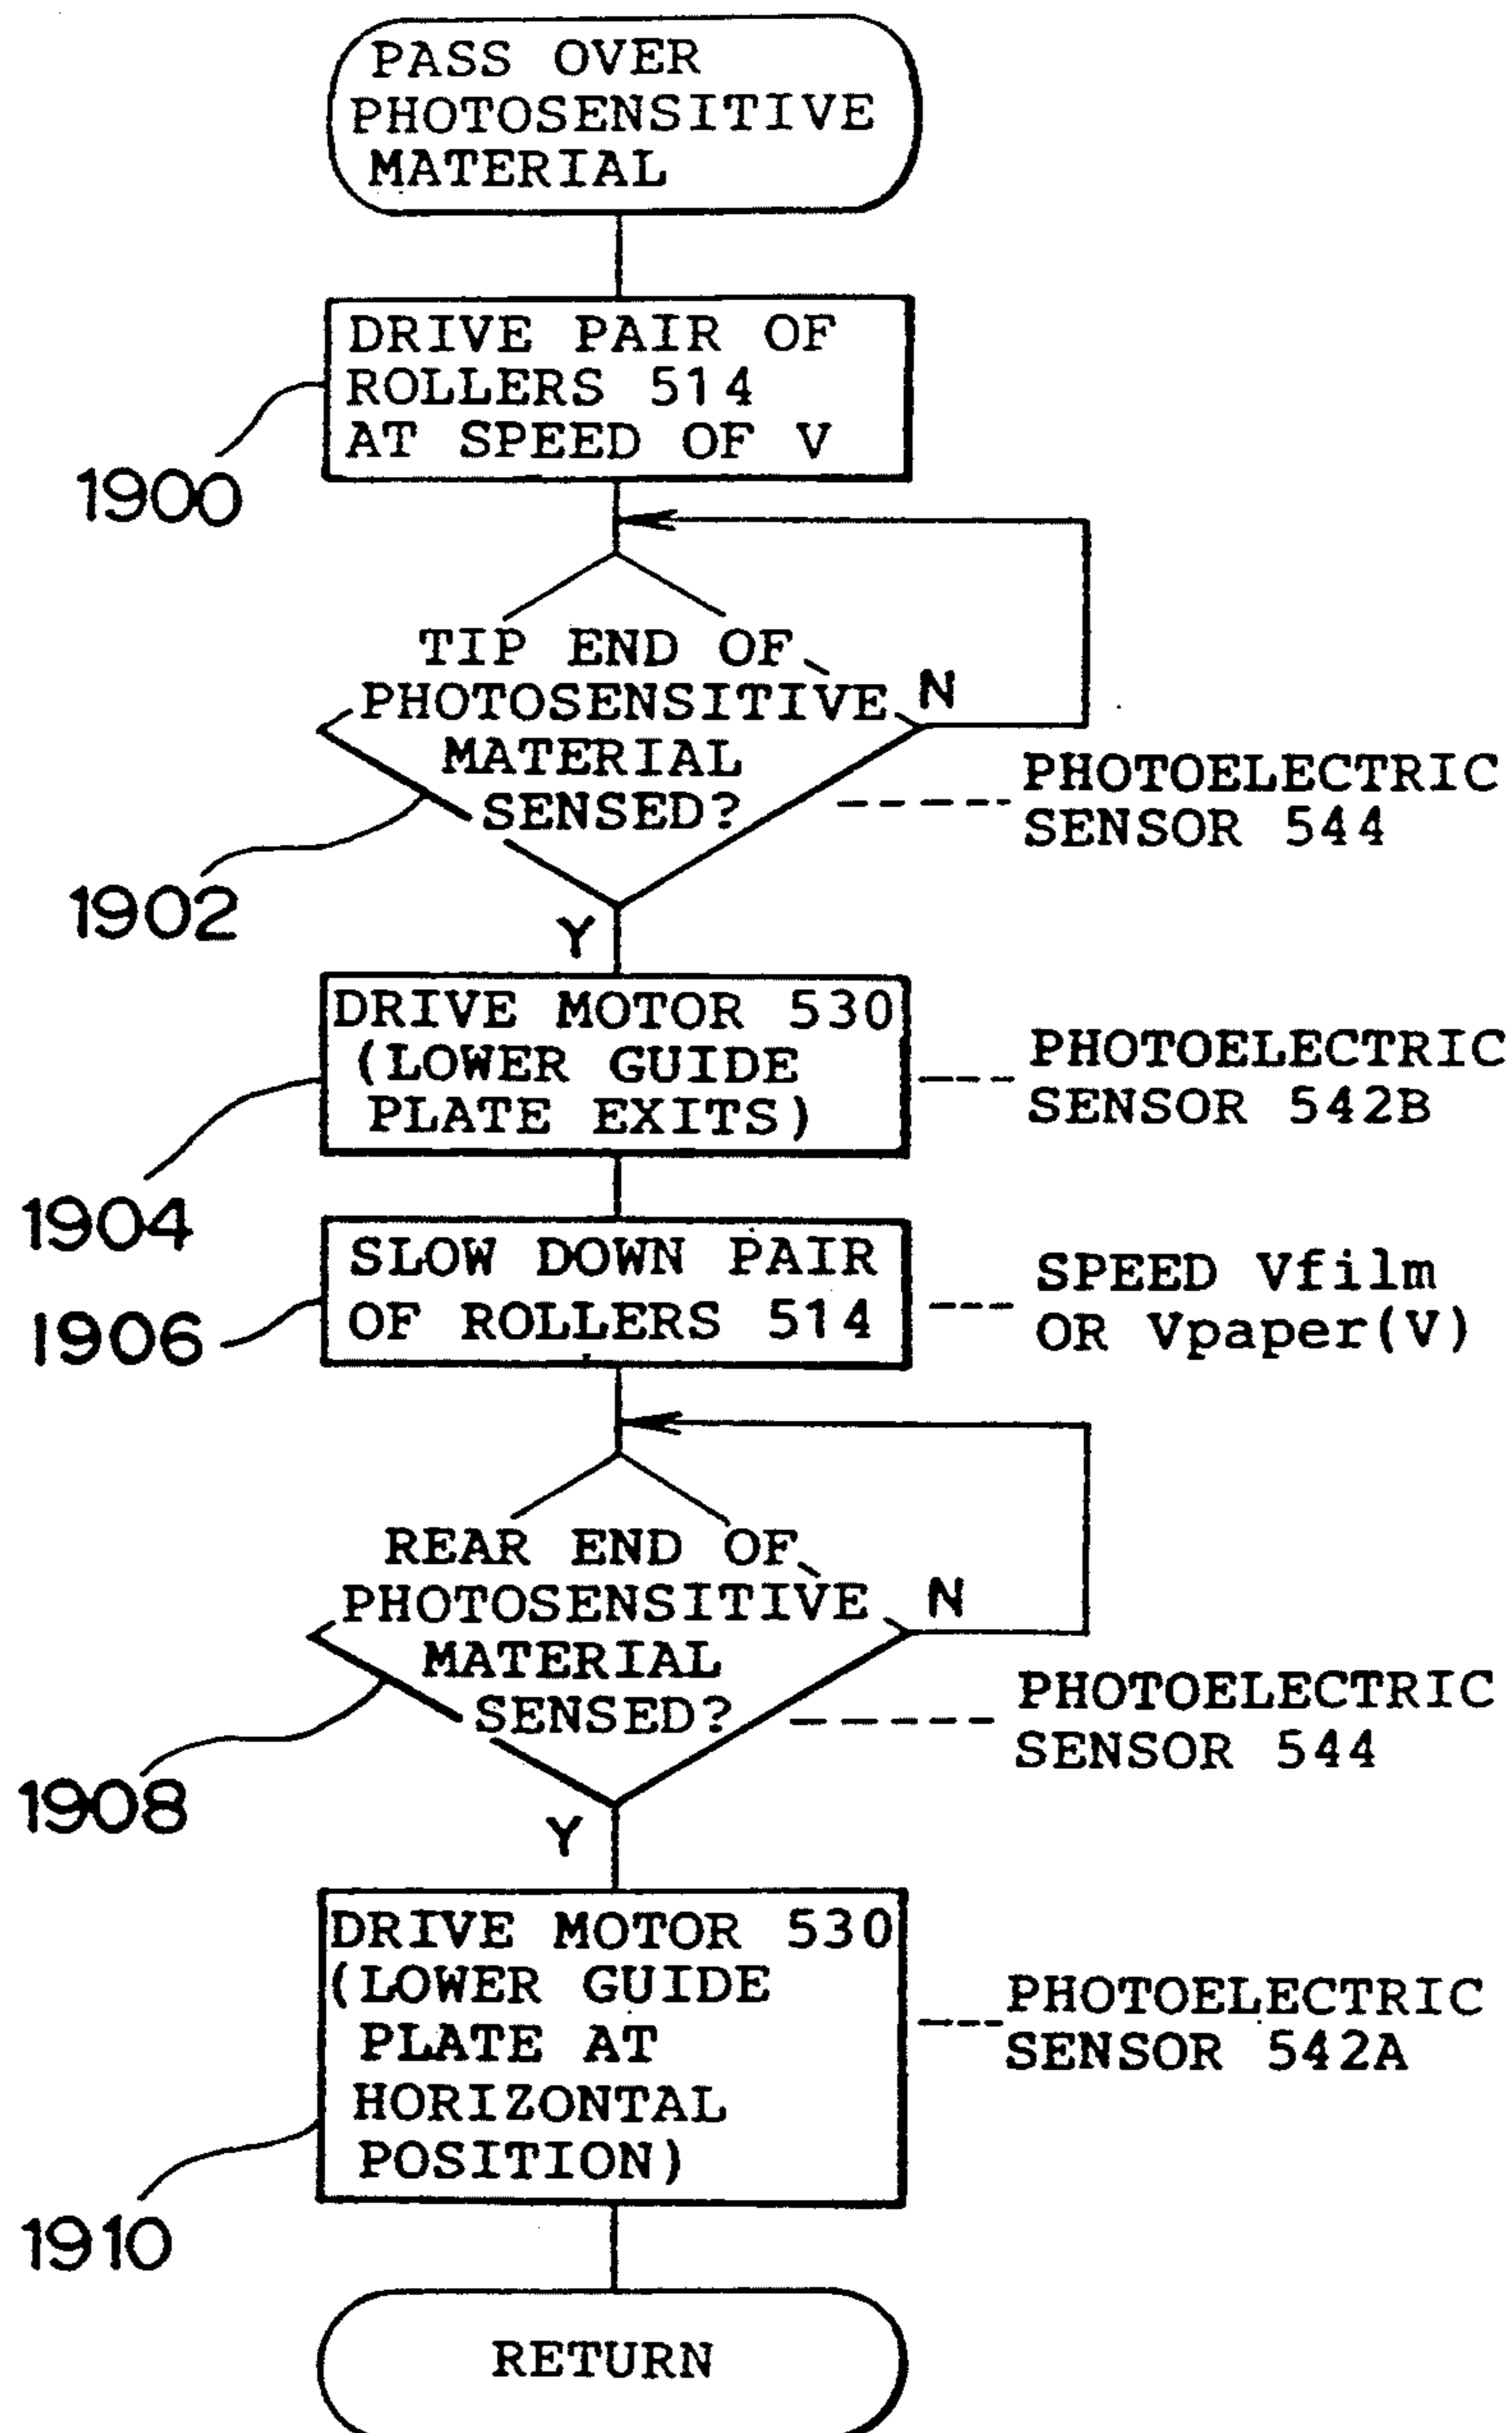 PASS OVER
PHOTOSENSITIVE
MATERIAL
DRIVE PAIR OF
ROLLERS 514
AT SPEED OF V
1900
TIP END OF
PHOTOSENSITIVE
MATERIAL
SENSED?
N
PHOTOELECTRIC
SENSOR 544
1902
Y
DRIVE MOTOR 530
(LOWER GUIDE
PLATE EXITS)
PHOTOELECTRIC
SENSOR 542B
1904
SLOW DOWN PAIR
OF ROLLERS 514
SPEED Vfilm
OR Vpaper(V)
1906
REAR END OF
PHOTOSENSITIVE
MATERIAL
SENSED?
N
PHOTOELECTRIC
SENSOR 544
1908
Y
DRIVE MOTOR 530
(LOWER GUIDE
PLATE AT
HORIZONTAL
POSITION)
PHOTOELECTRIC
SENSOR 542A
1910
RETURN